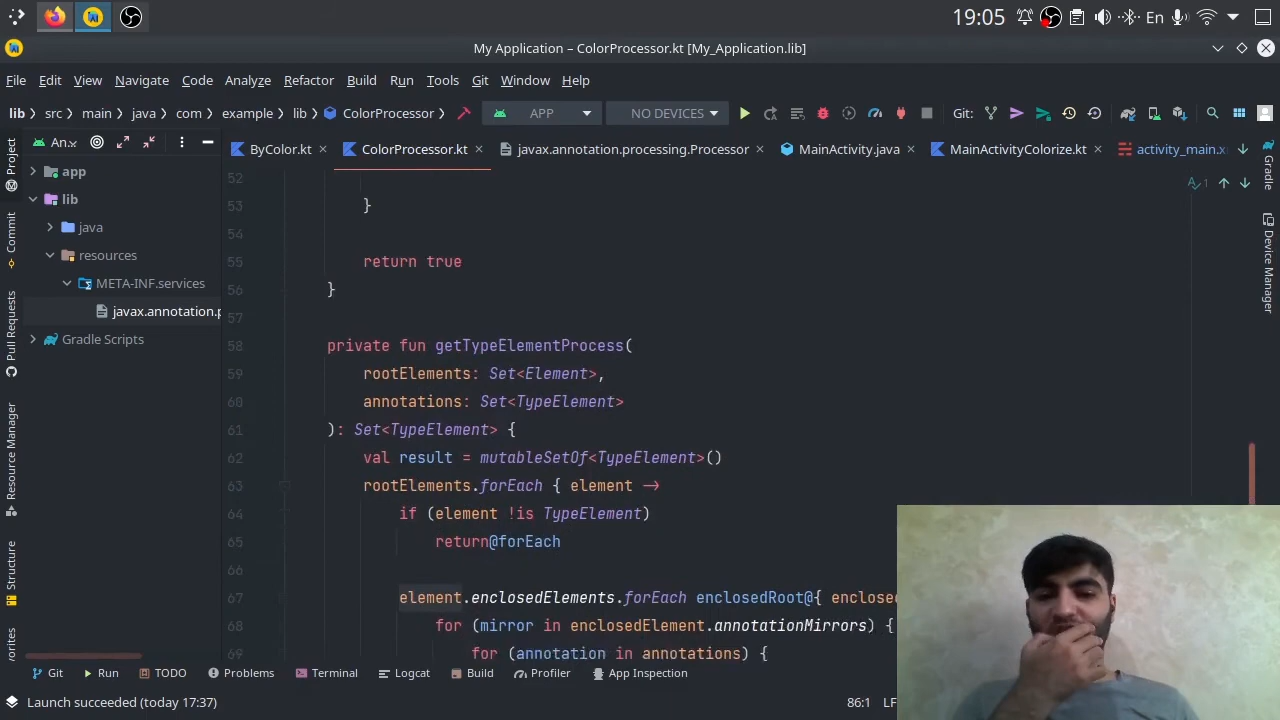 19:05 En
My Application – ColorProcessor.kt [My_Application.lib]
File Edit View Navigate Code Analyze Refactor Build Run Tools Git Window Help
lib src main java com example lib ColorProcessor APP NO DEVICES Git:
An.. ByColor.kt ColorProcessor.kt javax.annotation.processing.Processor MainActivity.java MainActivityColorize.kt activity_main.x
Project
Commit
Pull Requests
Resource Manager
Structure
Gradle
Device Manager
app
lib
java
resources
META-INF.services
javax.annotation.p
Gradle Scripts
1
52
53 }
54
55 return true
56 }
57
58 private fun getTypeElementProcess(
59 rootElements: Set<Element>,
60 annotations: Set<TypeElement>
61 ): Set<TypeElement> {
62 val result = mutableSetOf<TypeElement>()
63 rootElements.forEach { element ->
64 if (element !is TypeElement)
65 return@forEach
66
67 element.enclosedElements.forEach enclosedRoot@{ enclosed
68 for (mirror in enclosedElement.annotationMirrors) {
69 for (annotation in annotations) {
Git Run TODO Problems Terminal Logcat Build Profiler App Inspection
Launch succeeded (today 17:37) 86:1 LF